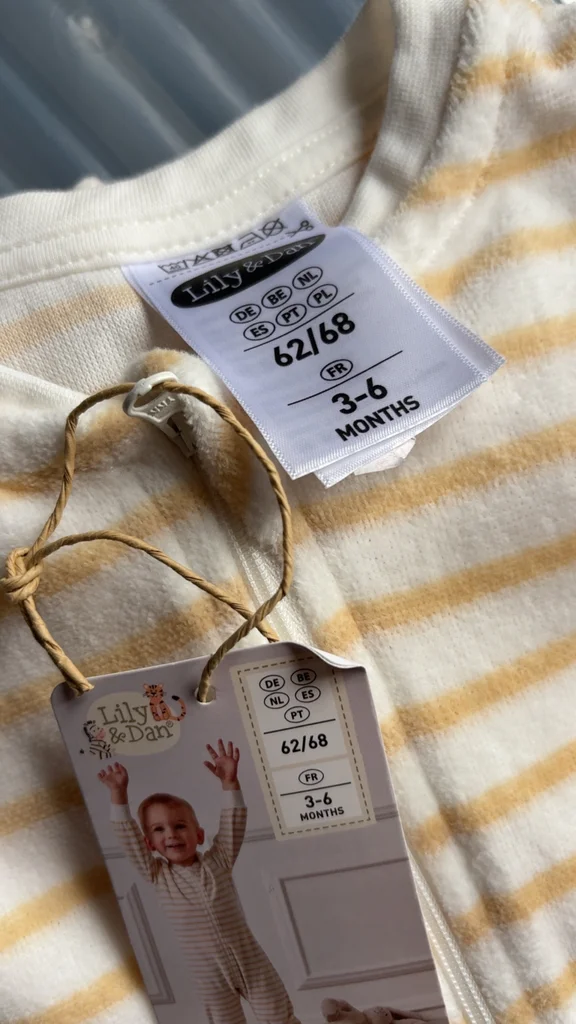 Lily & Dan
DE BE NL
ES PT PL
62/68
FR
3-6
MONTHS
Lily
& Dan
DE BE
NL ES
PT
62/68
FR
3-6
MONTHS